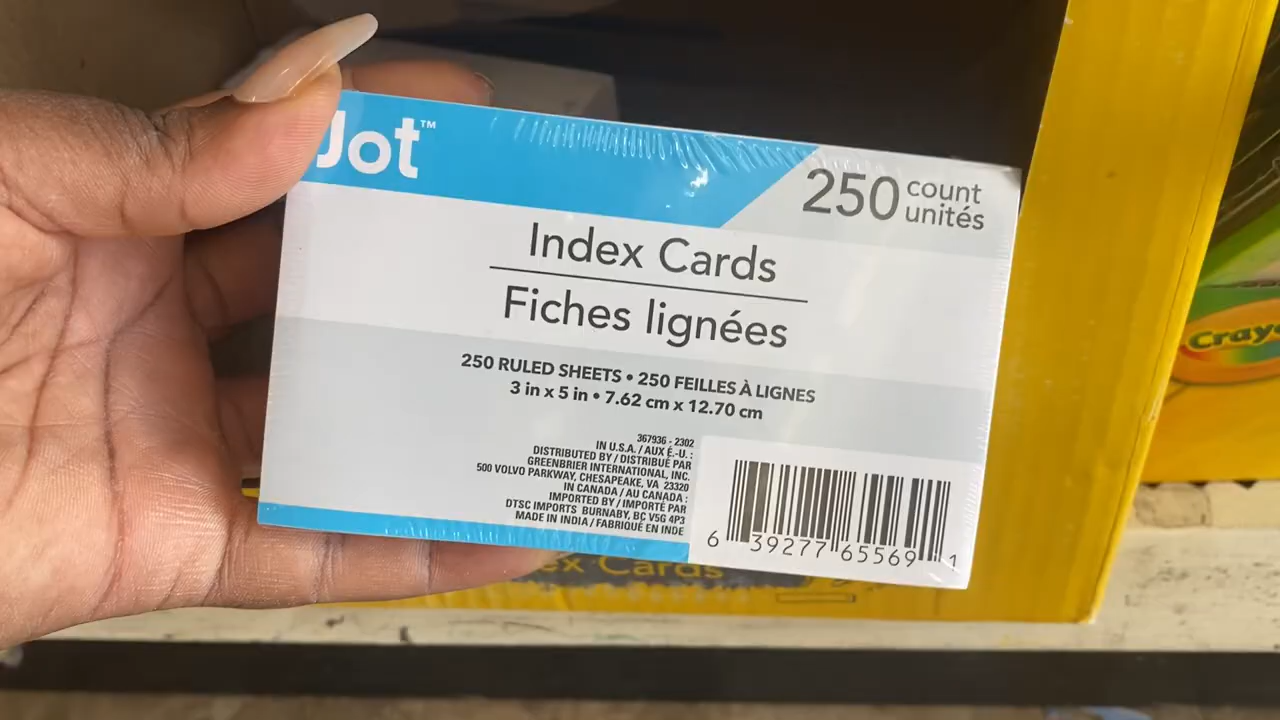 Jot™
250 count
unités
Index Cards
Fiches lignées
250 RULED SHEETS • 250 FEILLES À LIGNES
3 in x 5 in • 7.62 cm x 12.70 cm
367936 - 2302
IN U.S.A. / AUX É.-U. :
DISTRIBUTED BY / DISTRIBUÉ PAR
GREENBRIER INTERNATIONAL, INC.
500 VOLVO PARKWAY, CHESAPEAKE, VA 23320
IN CANADA / AU CANADA :
IMPORTED BY / IMPORTÉ PAR
DTSC IMPORTS BURNABY, BC V5G 4P3
MADE IN INDIA / FABRIQUÉ EN INDE
6 39277 65569 1
Cray
ex Cards